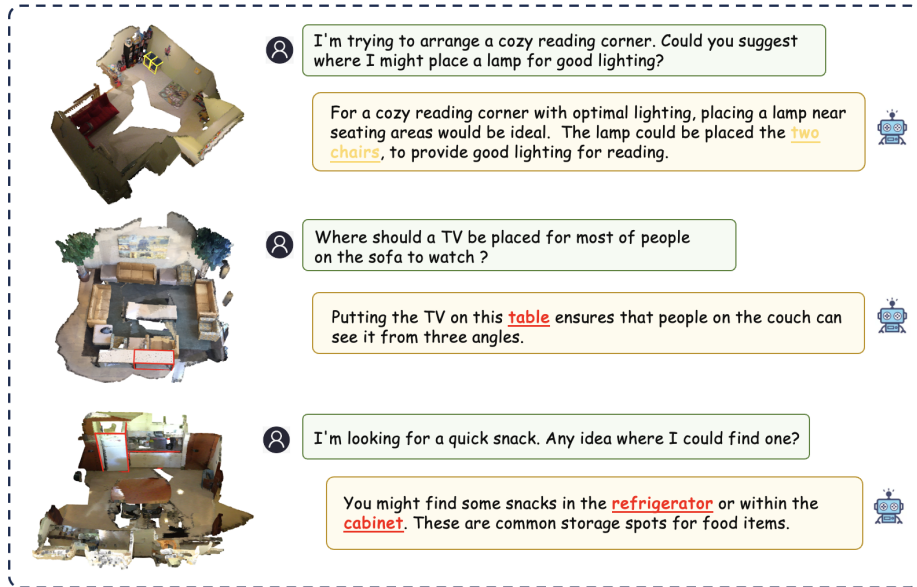 I'm trying to arrange a cozy reading corner. Could you suggest
where I might place a lamp for good lighting?
For a cozy reading corner with optimal lighting, placing a lamp near
seating areas would be ideal. The lamp could be placed the two
chairs, to provide good lighting for reading.
Where should a TV be placed for most of people
on the sofa to watch ?
Putting the TV on this table ensures that people on the couch can
see it from three angles.
I'm looking for a quick snack. Any idea where I could find one?
You might find some snacks in the refrigerator or within the
cabinet. These are common storage spots for food items.